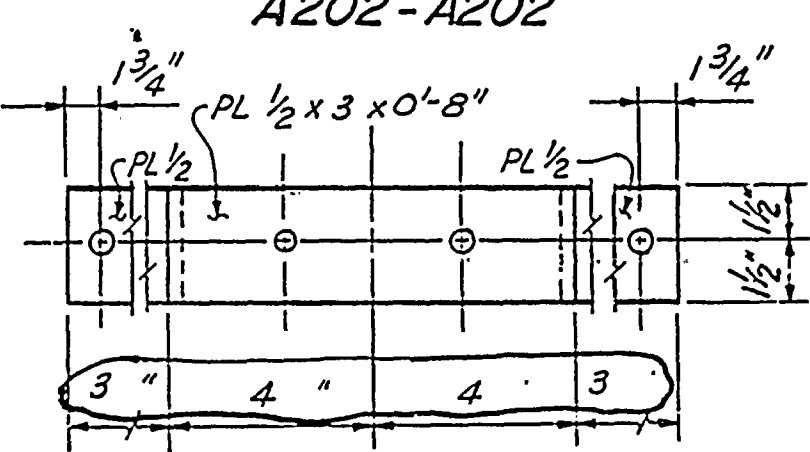 A202-A202
1 3/4" 1 3/4"
PL 1/2 x 3 x 0'-8"
PL 1/2 PL 1/2
1 1/2"
1 1/2"
3 " 4 " 4 3